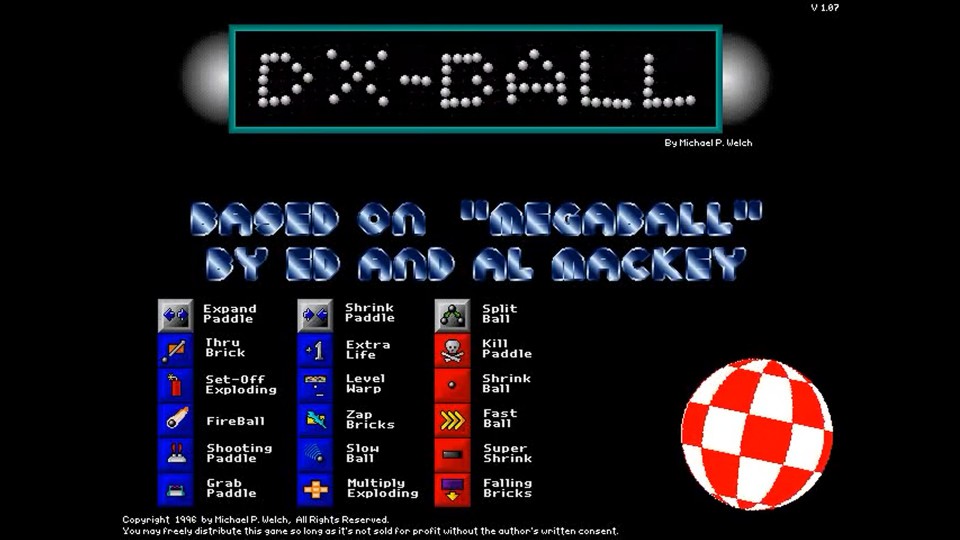 V 1.07
DX-BALL
By Michael P. Welch
BASED ON "MEGABALL"
BY ED AND AL MACKEY
Expand Paddle
Shrink Paddle
Split Ball
Thru Brick
+1
Extra Life
Kill Paddle
Set-Off Exploding
Level Warp
Shrink Ball
FireBall
Zap Bricks
Fast Ball
Shooting Paddle
Slow Ball
Super Shrink
Grab Paddle
Multiply Exploding
Falling Bricks
Copyright 1996 by Michael P. Welch, All Rights Reserved.
You may freely distribute this game so long as it's not sold for profit without the author's written consent.